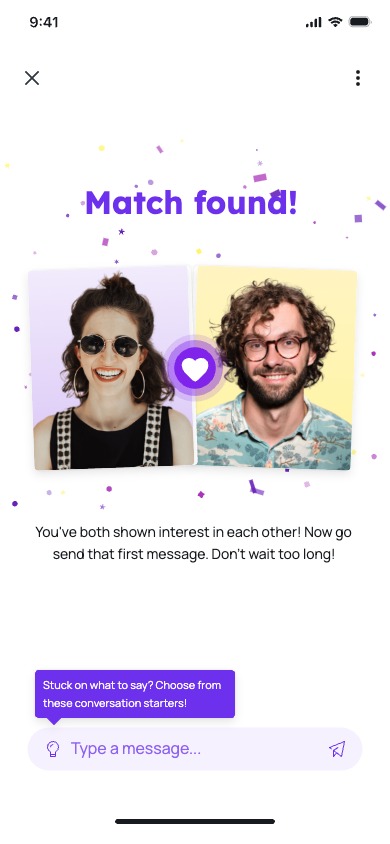 9:41
Match found!
You've both shown interest in each other! Now go
send that first message. Don't wait too long!
Stuck on what to say? Choose from
these conversation starters!
Type a message...